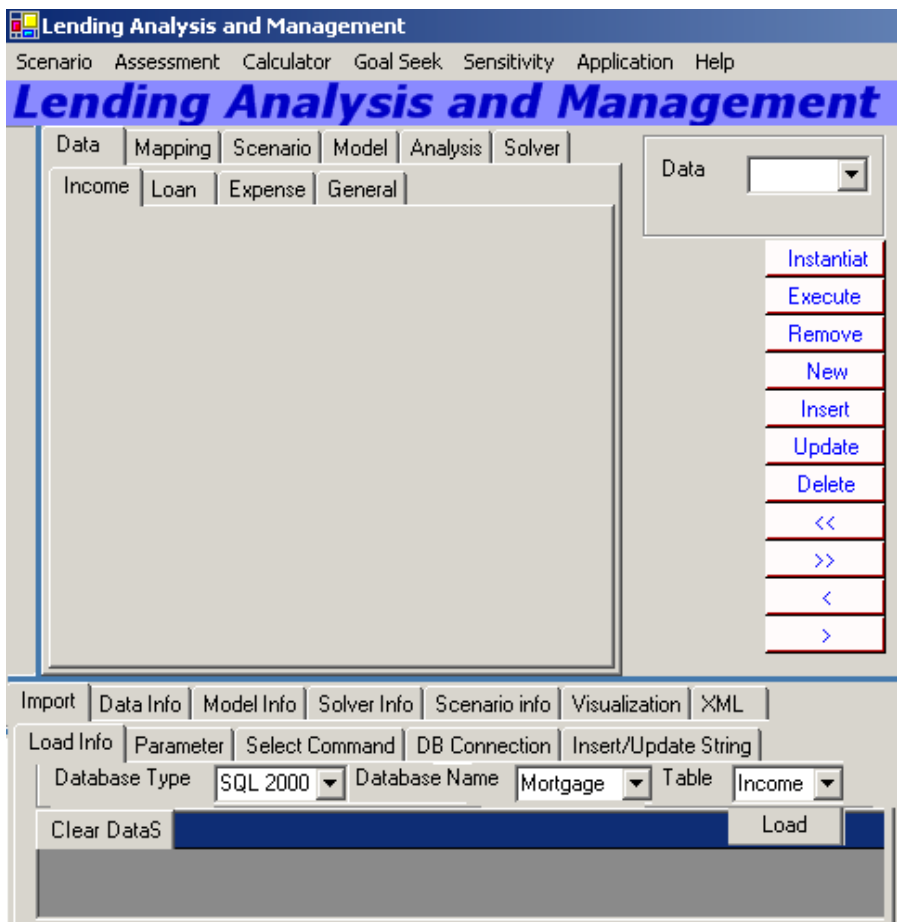 Lending Analysis and Management
Scenario Assessment Calculator Goal Seek Sensitivity Application Help
Lending Analysis and Management
Data Mapping Scenario Model Analysis Solver
Income Loan Expense General
Data
Instantiat
Execute
Remove
New
Insert
Update
Delete
<<
>>
<
>
Import Data Info Model Info Solver Info Scenario info Visualization XML
Load Info Parameter Select Command DB Connection Insert/Update String
Database Type SQL 2000 Database Name Mortgage Table Income
Clear DataS Load